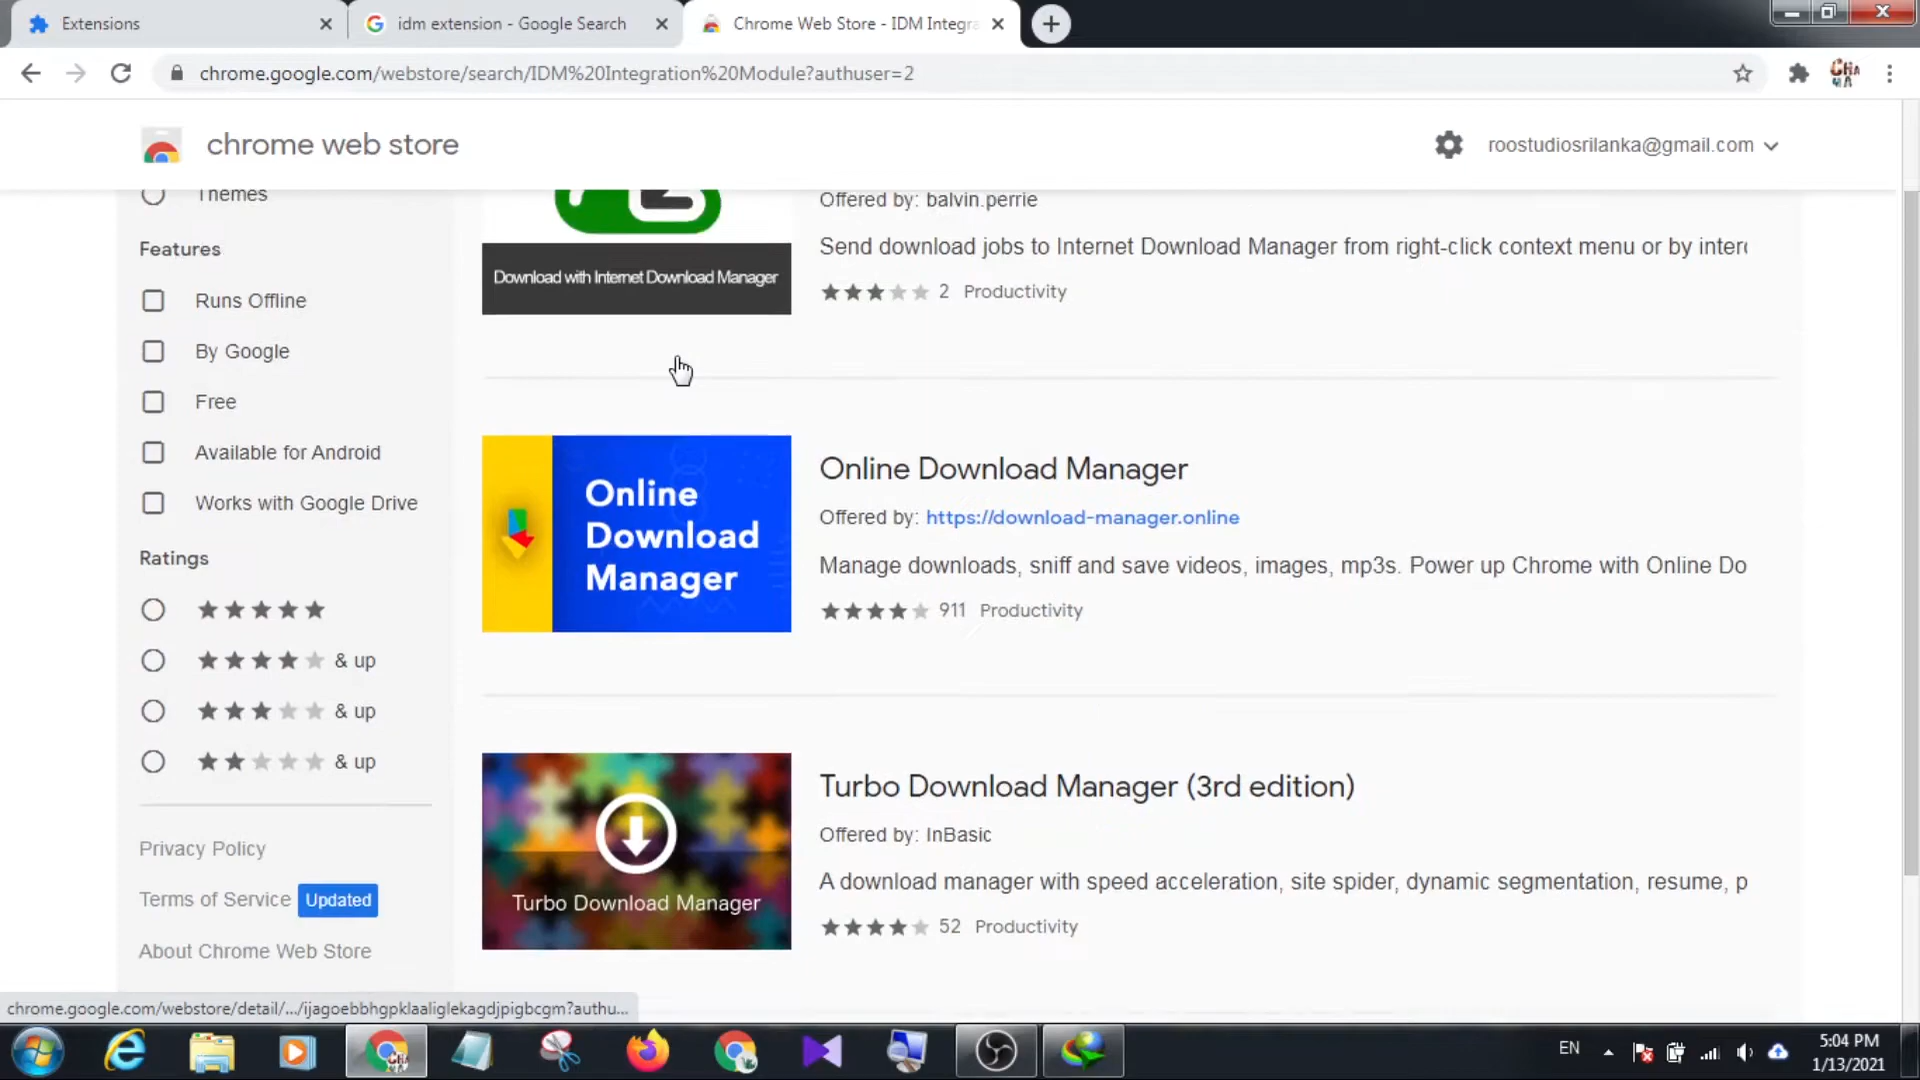 Extensions
idm extension - Google Search
Chrome Web Store - IDM Integra
chrome.google.com/webstore/search/IDM%20Integration%20Module?authuser=2
chrome web store
roostudiosrilanka@gmail.com
Themes
Features
Runs Offline
By Google
Free
Available for Android
Works with Google Drive
Ratings
& up
& up
& up
Privacy Policy
Terms of Service Updated
About Chrome Web Store
Download with Internet Download Manager
Offered by: balvin.perrie
Send download jobs to Internet Download Manager from right-click context menu or by interc
2 Productivity
Online
Download
Manager
Online Download Manager
Offered by: https://download-manager.online
Manage downloads, sniff and save videos, images, mp3s. Power up Chrome with Online Do
911 Productivity
Turbo Download Manager
Turbo Download Manager (3rd edition)
Offered by: InBasic
A download manager with speed acceleration, site spider, dynamic segmentation, resume, p
52 Productivity
chrome.google.com/webstore/detail/.../ijagoebbhgpklaaliglekagdjpigbcgm?authu...
EN
5:04 PM
1/13/2021